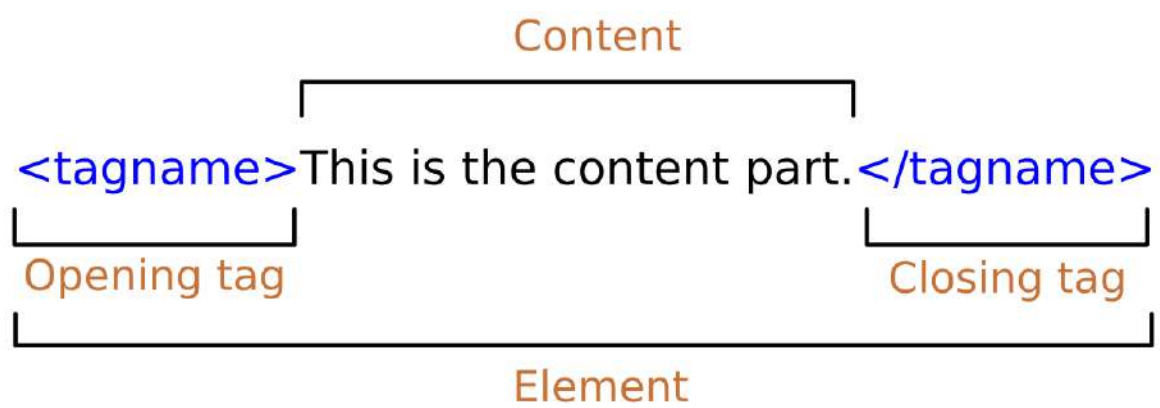 Content
<tagname>This is the content part.</tagname>
Opening tag
Closing tag
Element